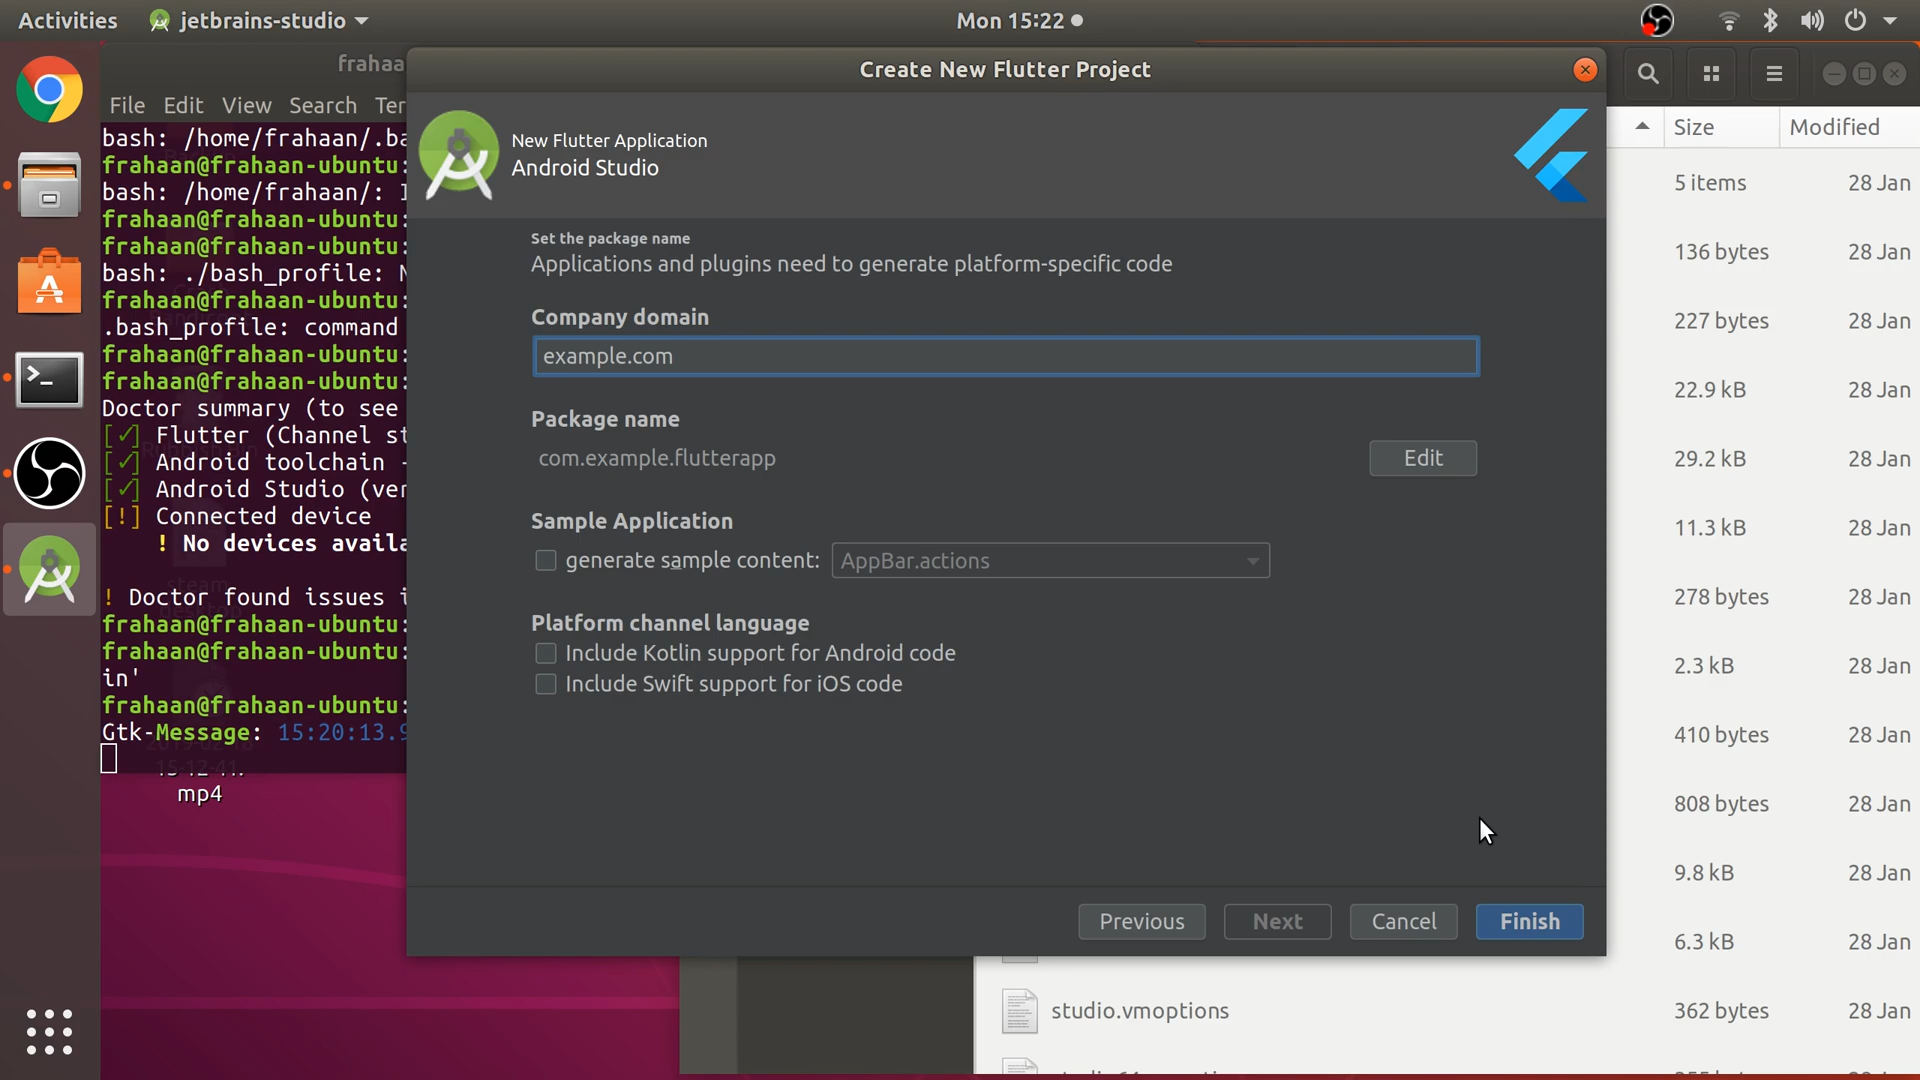 Activities
jetbrains-studio
Mon 15:22
frahaa
File Edit View Search Ter
bash: /home/frahaan/.ba
frahaan@frahaan-ubuntu:
bash: /home/frahaan/: I
frahaan@frahaan-ubuntu:
frahaan@frahaan-ubuntu:
bash: ./bash_profile: N
frahaan@frahaan-ubuntu:
.bash_profile: command
frahaan@frahaan-ubuntu:
frahaan@frahaan-ubuntu:
Doctor summary (to see
[✓] Flutter (Channel st
[✓] Android toolchain -
[✓] Android Studio (ver
[!] Connected device
! No devices availa
! Doctor found issues i
frahaan@frahaan-ubuntu:
frahaan@frahaan-ubuntu:
in'
frahaan@frahaan-ubuntu:
Gtk-Message: 15:20:13.9
15-12-41.
mp4
Create New Flutter Project
New Flutter Application
Android Studio
Set the package name
Applications and plugins need to generate platform-specific code
Company domain
example.com
Package name
com.example.flutterapp
Edit
Sample Application
generate sample content: AppBar.actions
Platform channel language
Include Kotlin support for Android code
Include Swift support for iOS code
Previous Next Cancel Finish
Size Modified
5 items 28 Jan
136 bytes 28 Jan
227 bytes 28 Jan
22.9 kB 28 Jan
29.2 kB 28 Jan
11.3 kB 28 Jan
278 bytes 28 Jan
2.3 kB 28 Jan
410 bytes 28 Jan
808 bytes 28 Jan
9.8 kB 28 Jan
6.3 kB 28 Jan
studio.vmoptions 362 bytes 28 Jan